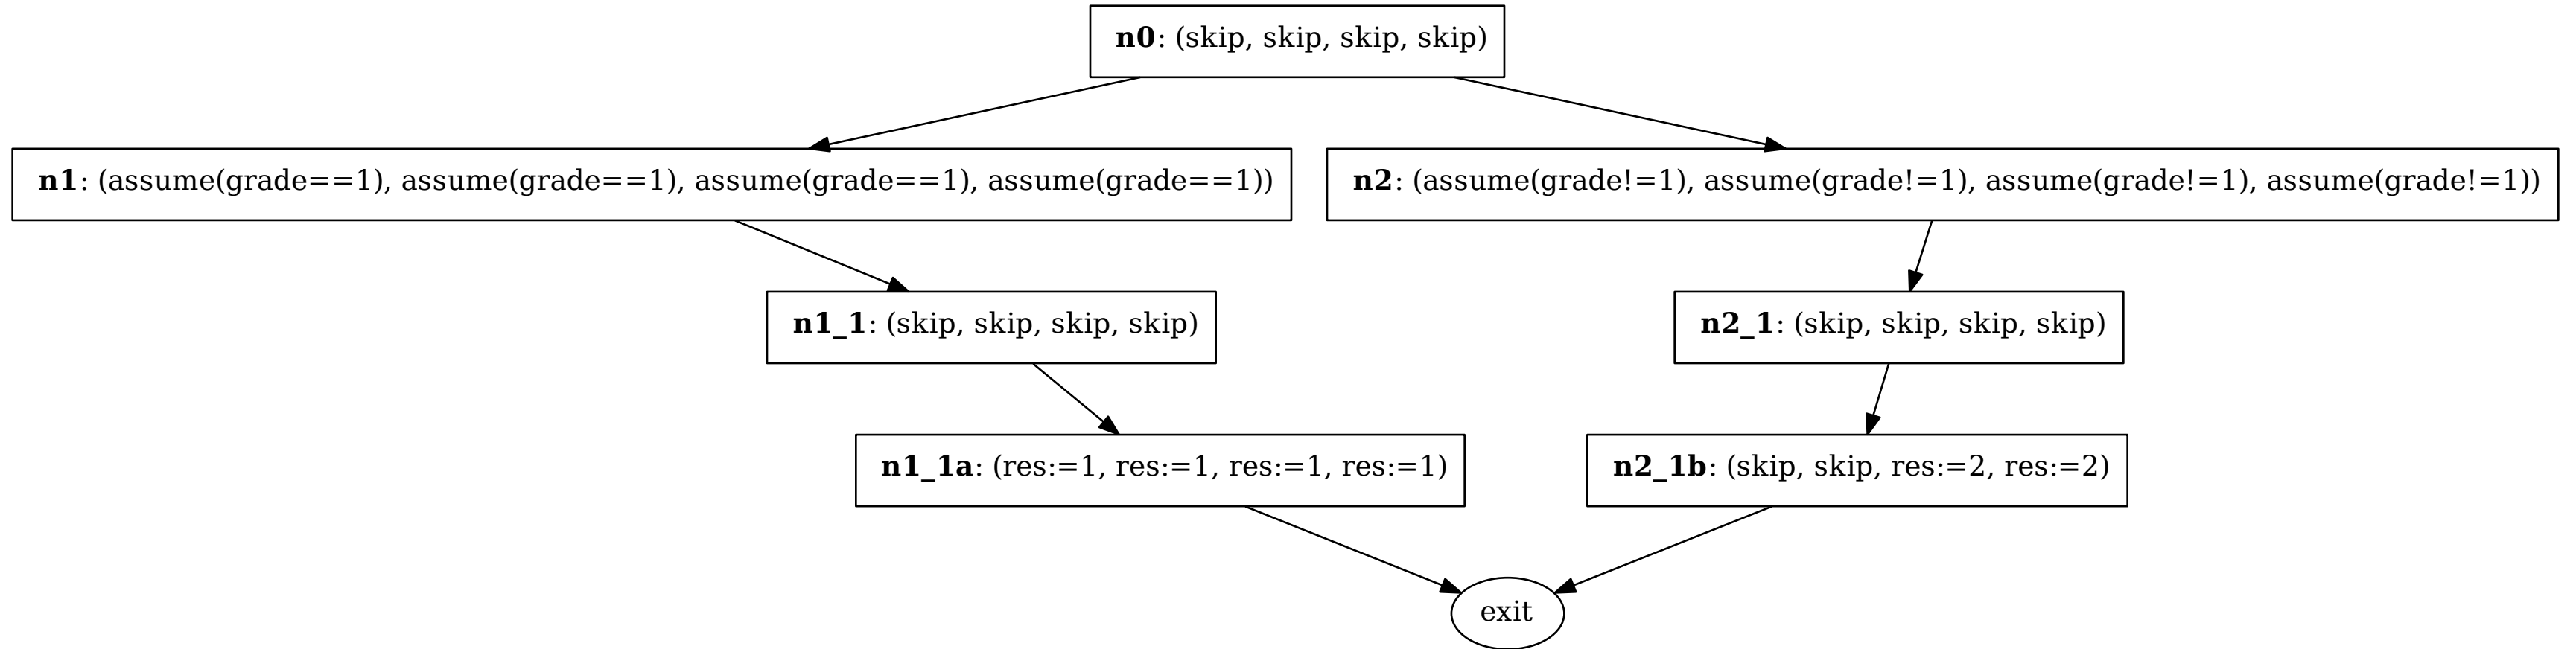 n0: (skip, skip, skip, skip)
n1: (assume(grade==1), assume(grade==1), assume(grade==1), assume(grade==1))
n2: (assume(grade!=1), assume(grade!=1), assume(grade!=1), assume(grade!=1))
n1_1: (skip, skip, skip, skip)
n2_1: (skip, skip, skip, skip)
n1_1a: (res:=1, res:=1, res:=1, res:=1)
n2_1b: (skip, skip, res:=2, res:=2)
exit